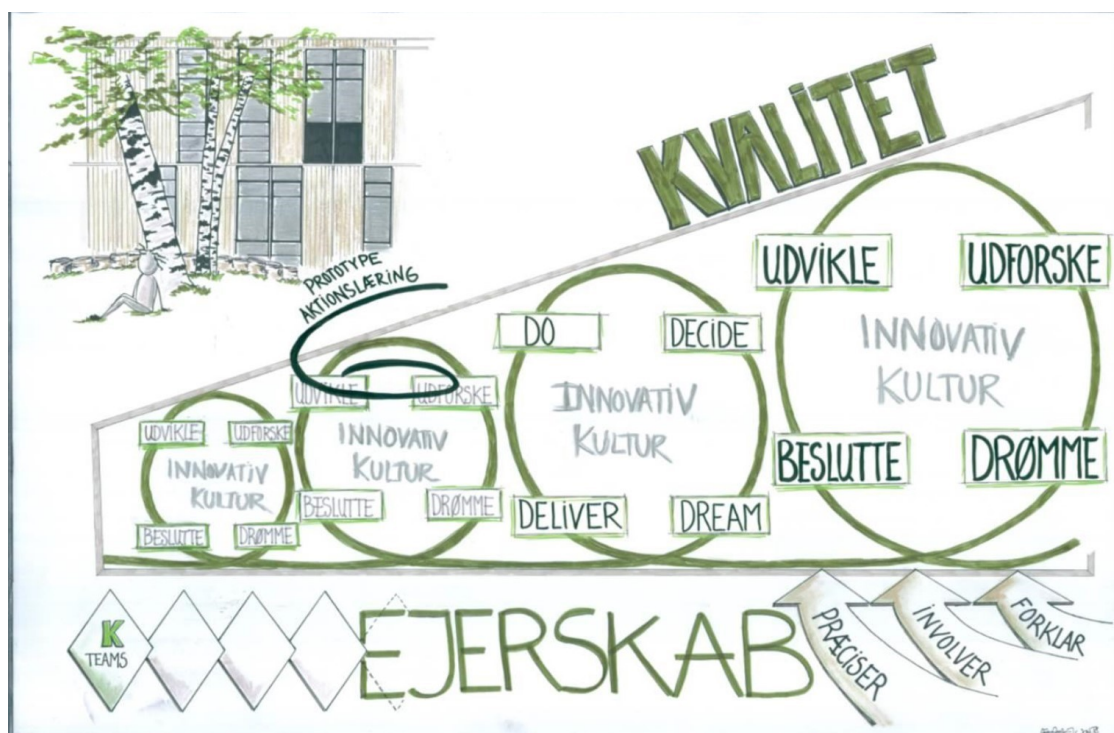 KVALITET
PROTOTYPE
AKTIONSLÆRING
UDVIKLE
UDFORSKE
INNOVATIV
KULTUR
BESLUTTE
DRØMME
UDVIKLE
UDFORSKE
INNOVATIV
KULTUR
BESLUTTE
DRØMME
DO
DECIDE
INNOVATIV
KULTUR
DELIVER
DREAM
UDVIKLE
UDFORSKE
INNOVATIV
KULTUR
BESLUTTE
DRØMME
K
TEAMS
EJERSKAB
PRÆCISER
INVOLVER
FORKLAR